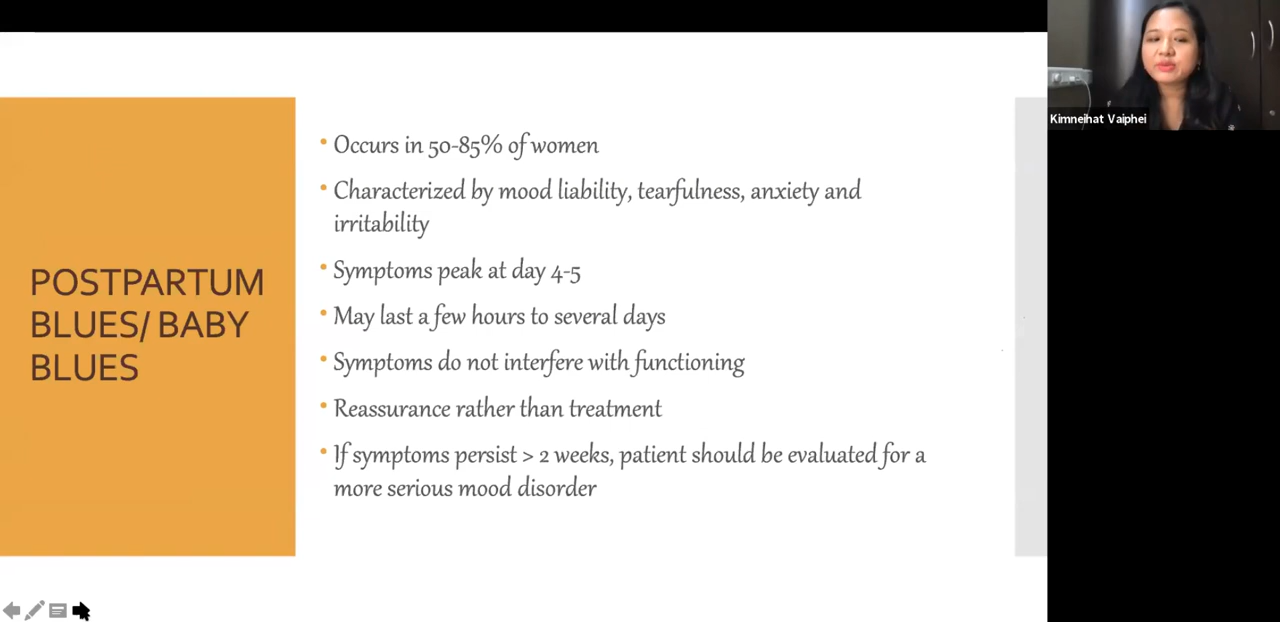 POSTPARTUM
BLUES/ BABY
BLUES
• Occurs in 50-85% of women
• Characterized by mood liability, tearfulness, anxiety and
irritability
• Symptoms peak at day 4-5
• May last a few hours to several days
• Symptoms do not interfere with functioning
• Reassurance rather than treatment
• If symptoms persist > 2 weeks, patient should be evaluated for a
more serious mood disorder
Kimneihat Vaiphei